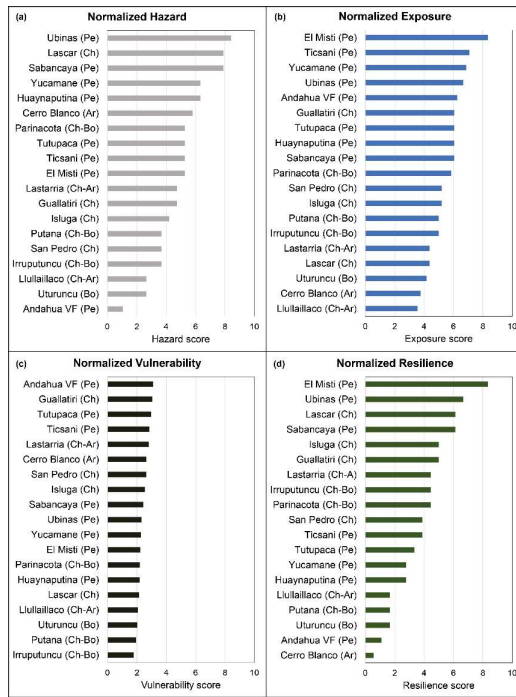 (a) Normalized Hazard
Ubinas (Pe)
Lascar (Ch)
Sabancaya (Pe)
Yucamane (Pe)
Huaynaputina (Pe)
Cerro Blanco (Ar)
Parinacota (Ch-Bo)
Tutupaca (Pe)
Ticsani (Pe)
El Misti (Pe)
Lastarria (Ch-Ar)
Guallatiri (Ch)
Isluga (Ch)
Putana (Ch-Bo)
San Pedro (Ch)
Irruputuncu (Ch-Bo)
Llullaillaco (Ch-Ar)
Uturuncu (Bo)
Andahua VF (Pe)
0 2 4 6 8 10
Hazard score
(b) Normalized Exposure
El Misti (Pe)
Ticsani (Pe)
Yucamane (Pe)
Ubinas (Pe)
Andahua VF (Pe)
Guallatiri (Ch)
Tutupaca (Pe)
Huaynaputina (Pe)
Sabancaya (Pe)
Parinacota (Ch-Bo)
San Pedro (Ch)
Isluga (Ch)
Putana (Ch-Bo)
Irruputuncu (Ch-Bo)
Lastarria (Ch-Ar)
Lascar (Ch)
Uturuncu (Bo)
Cerro Blanco (Ar)
Llullaillaco (Ch-Ar)
0 2 4 6 8 10
Exposure score
(c) Normalized Vulnerability
Andahua VF (Pe)
Guallatiri (Ch)
Tutupaca (Pe)
Ticsani (Pe)
Lastarria (Ch-Ar)
Cerro Blanco (Ar)
San Pedro (Ch)
Isluga (Ch)
Sabancaya (Pe)
Ubinas (Pe)
Yucamane (Pe)
El Misti (Pe)
Parinacota (Ch-Bo)
Huaynaputina (Pe)
Lascar (Ch)
Llullaillaco (Ch-Ar)
Uturuncu (Bo)
Putana (Ch-Bo)
Irruputuncu (Ch-Bo)
0 2 4 6 8 10
Vulnerability score
(d) Normalized Resilience
El Misti (Pe)
Ubinas (Pe)
Lascar (Ch)
Sabancaya (Pe)
Isluga (Ch)
Guallatiri (Ch)
Lastarria (Ch-A)
Irruputuncu (Ch-Bo)
Parinacota (Ch-Bo)
San Pedro (Ch)
Ticsani (Pe)
Tutupaca (Pe)
Yucamane (Pe)
Huaynaputina (Pe)
Llullaillaco (Ch-Ar)
Putana (Ch-Bo)
Uturuncu (Bo)
Andahua VF (Pe)
Cerro Blanco (Ar)
0 2 4 6 8 10
Resilience score